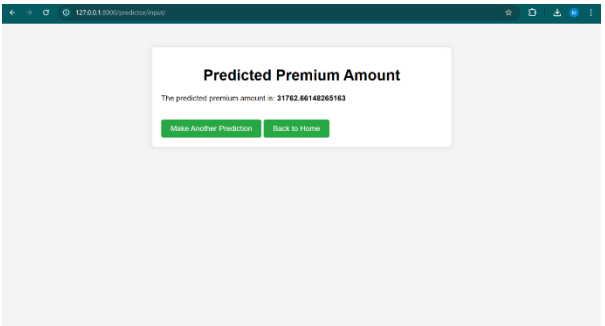 127.0.0.1:8000/predictor/input/
Predicted Premium Amount
The predicted premium amount is: 31762.66148265163
Make Another Prediction
Back to Home